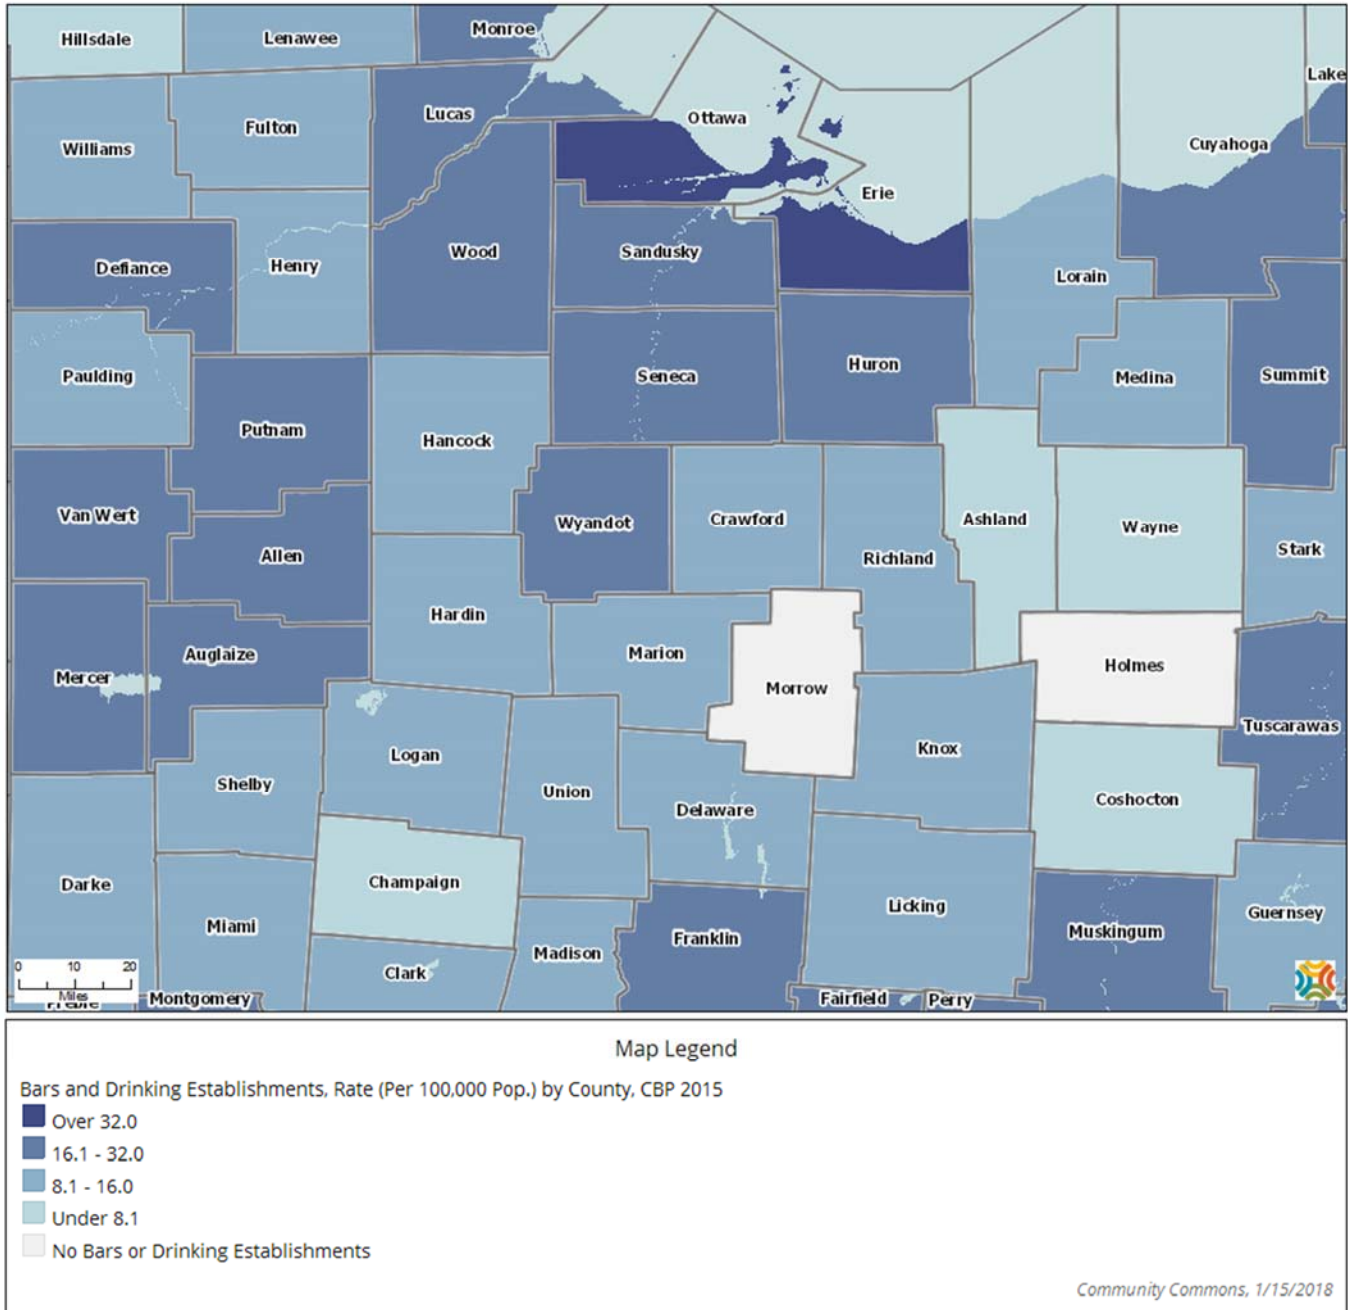 Hillsdale
Lenawee
Monroe
Lake
Williams
Fulton
Lucas
Ottawa
Cuyahoga
Erie
Defiance
Henry
Wood
Sandusky
Lorain
Paulding
Putnam
Hancock
Seneca
Huron
Medina
Summit
Van Wert
Allen
Wyandot
Crawford
Richland
Ashland
Wayne
Stark
Mercer
Auglaize
Hardin
Marion
Morrow
Holmes
Tuscarawas
Shelby
Logan
Union
Delaware
Knox
Coshocton
Darke
Miami
Champaign
Clark
Madison
Franklin
Licking
Muskingum
Guernsey
0 10 20
Miles
Preble
Montgomery
Fairfield
Perry
Map Legend
Bars and Drinking Establishments, Rate (Per 100,000 Pop.) by County, CBP 2015
Over 32.0
16.1 - 32.0
8.1 - 16.0
Under 8.1
No Bars or Drinking Establishments
Community Commons, 1/15/2018